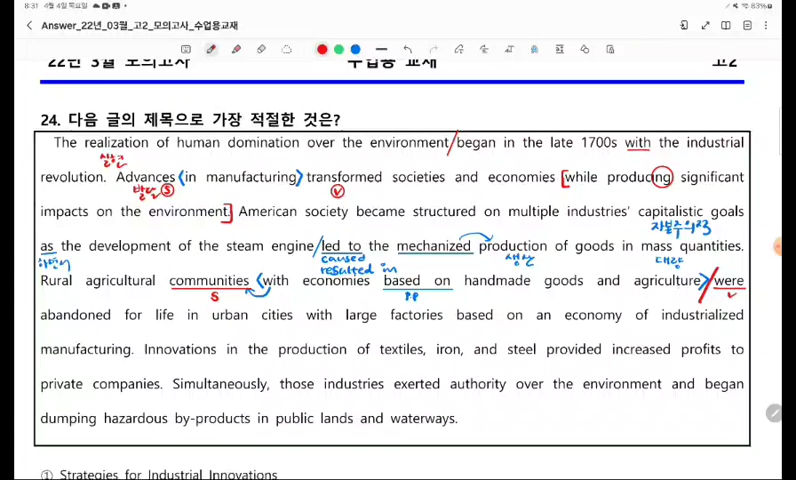 8:31 4월 4일 목요일
83%
Answer_22년_03월_고2_모의고사_수업용교재
22년 3월 모의고사 수업용 교재 고2
24. 다음 글의 제목으로 가장 적절한 것은?
The realization of human domination over the environment began in the late 1700s with the industrial
실현
revolution. Advances in manufacturing transformed societies and economies while producing significant
발달 S V
impacts on the environment. American society became structured on multiple industries' capitalistic goals
자본주의적
as the development of the steam engine led to the mechanized production of goods in mass quantities.
하면서 caused 생산 대량
resulted in
Rural agricultural communities with economies based on handmade goods and agriculture were
S PP V
abandoned for life in urban cities with large factories based on an economy of industrialized
manufacturing. Innovations in the production of textiles, iron, and steel provided increased profits to
private companies. Simultaneously, those industries exerted authority over the environment and began
dumping hazardous by-products in public lands and waterways.
① Strategies for Industrial Innovations